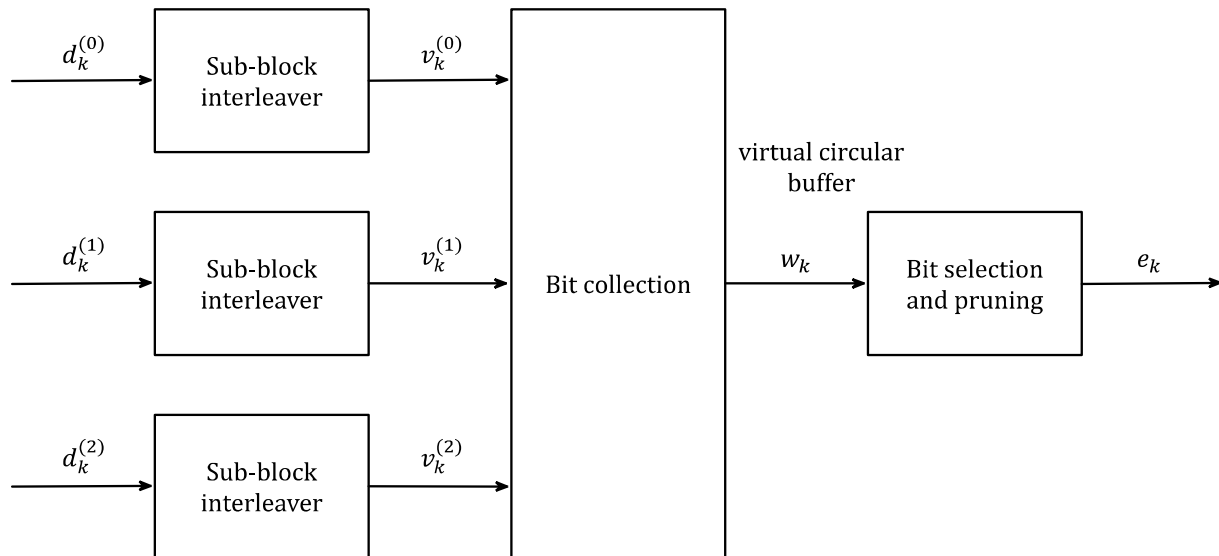 d_k^{(0)}
Sub-block
interleaver
v_k^{(0)}
virtual circular
buffer
d_k^{(1)}
Sub-block
interleaver
v_k^{(1)}
Bit collection
w_k
Bit selection
and pruning
e_k
d_k^{(2)}
Sub-block
interleaver
v_k^{(2)}